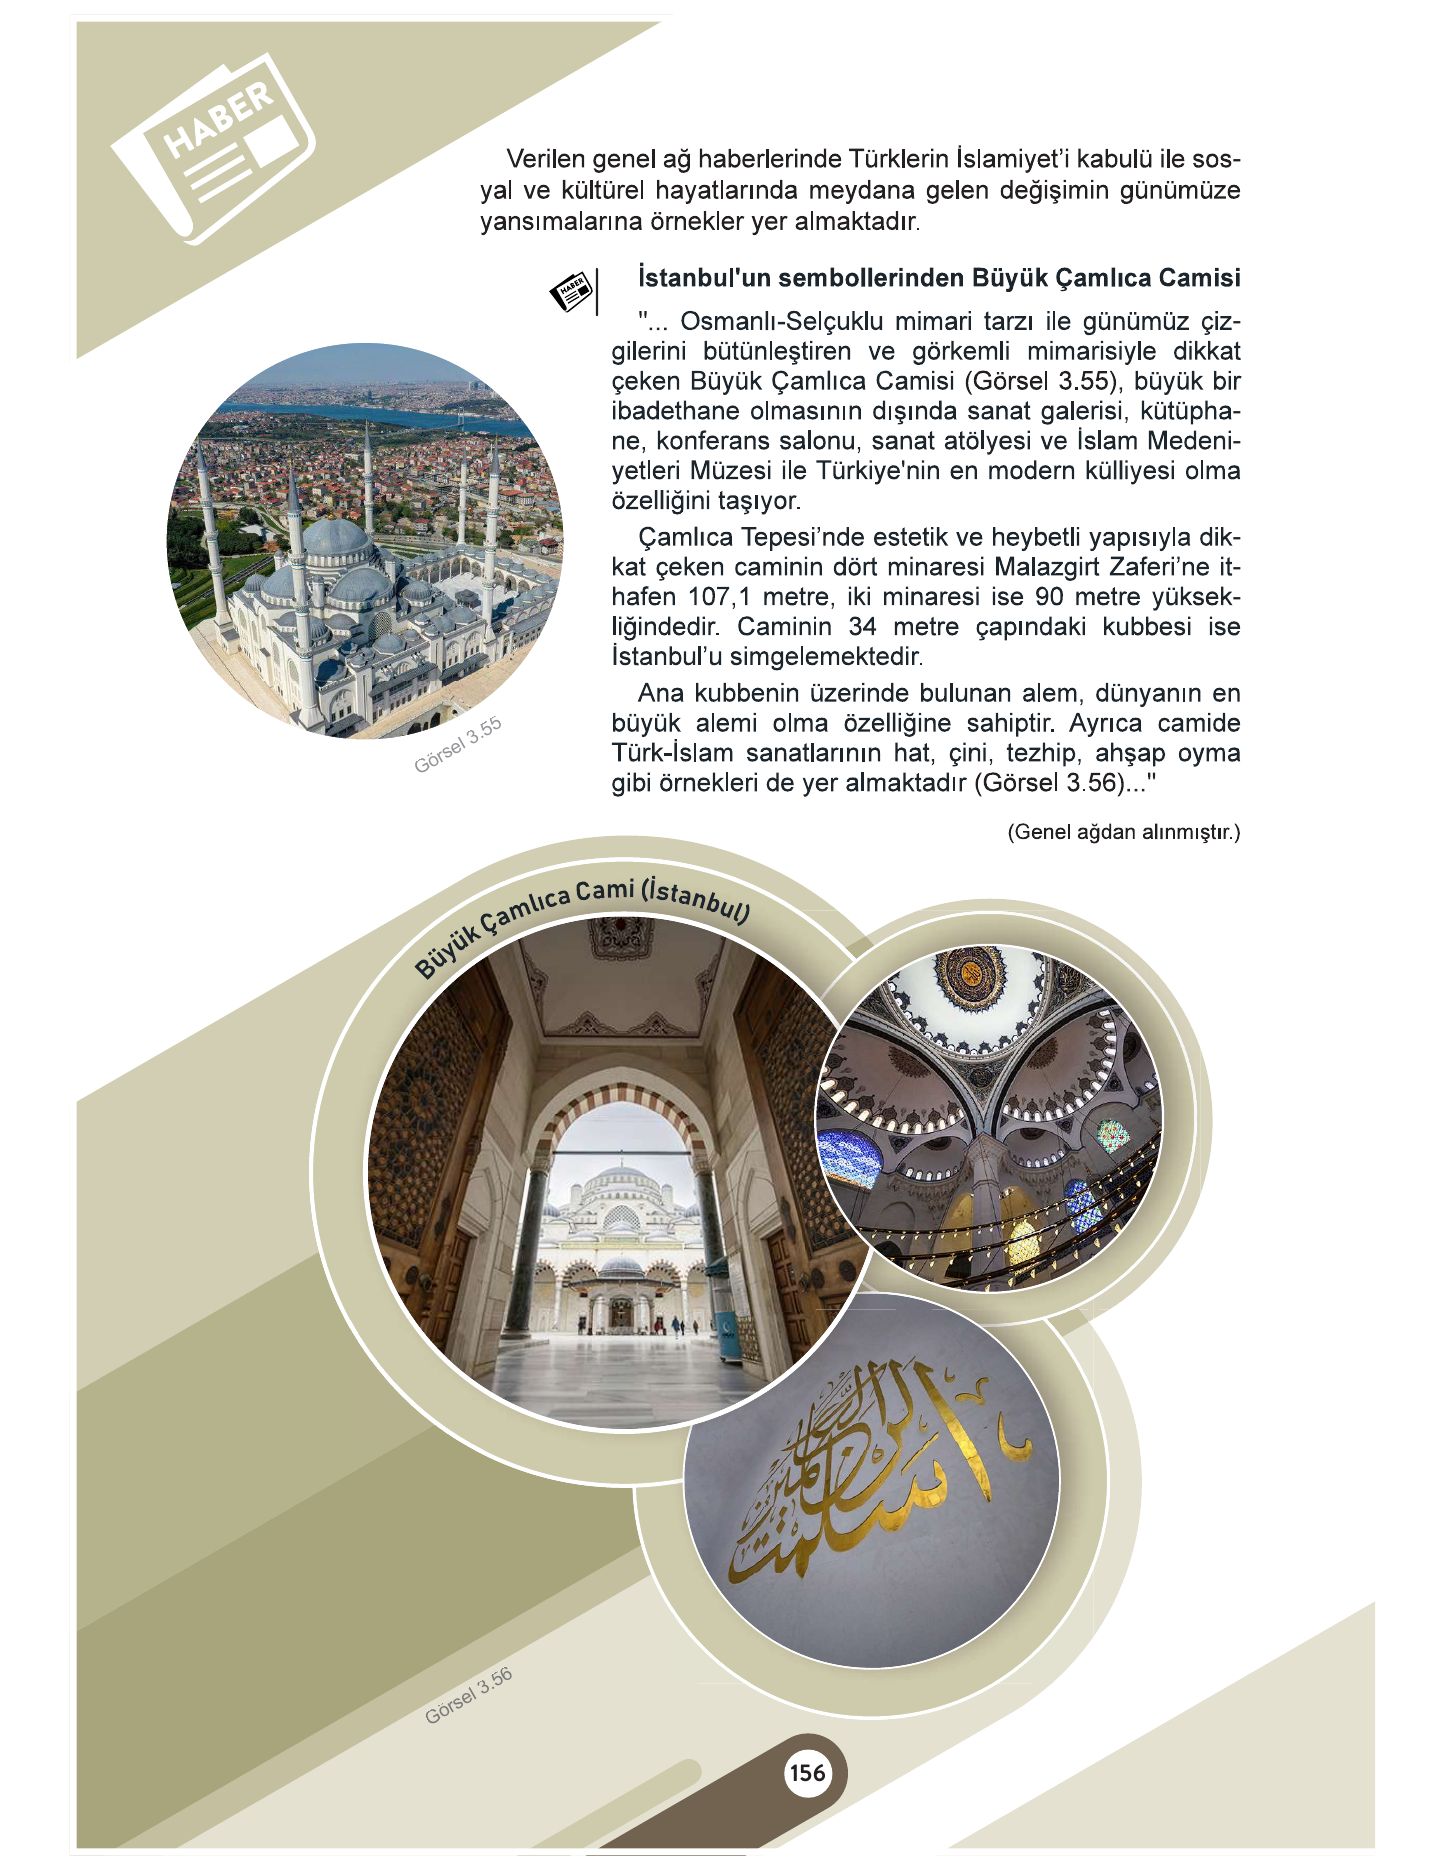 HABER
Verilen genel ağ haberlerinde Türklerin İslamiyet’i kabulü ile sos-
yal ve kültürel hayatlarında meydana gelen değişimin günümüze
yansımalarına örnekler yer almaktadır.
HABER
İstanbul'un sembollerinden Büyük Çamlıca Camisi
"... Osmanlı-Selçuklu mimari tarzı ile günümüz çiz-
gilerini bütünleştiren ve görkemli mimarisiyle dikkat
çeken Büyük Çamlıca Camisi (Görsel 3.55), büyük bir
ibadethane olmasının dışında sanat galerisi, kütüpha-
ne, konferans salonu, sanat atölyesi ve İslam Medeni-
yetleri Müzesi ile Türkiye'nin en modern külliyesi olma
özelliğini taşıyor.
Çamlıca Tepesi’nde estetik ve heybetli yapısıyla dik-
kat çeken caminin dört minaresi Malazgirt Zaferi’ne it-
hafen 107,1 metre, iki minaresi ise 90 metre yüksek-
liğindedir. Caminin 34 metre çapındaki kubbesi ise
İstanbul’u simgelemektedir.
Ana kubbenin üzerinde bulunan alem, dünyanın en
büyük alemi olma özelliğine sahiptir. Ayrıca camide
Türk-İslam sanatlarının hat, çini, tezhip, ahşap oyma
gibi örnekleri de yer almaktadır (Görsel 3.56)..."
Görsel 3.55
(Genel ağdan alınmıştır.)
Büyük Çamlıca Cami (İstanbul)
Görsel 3.56
156